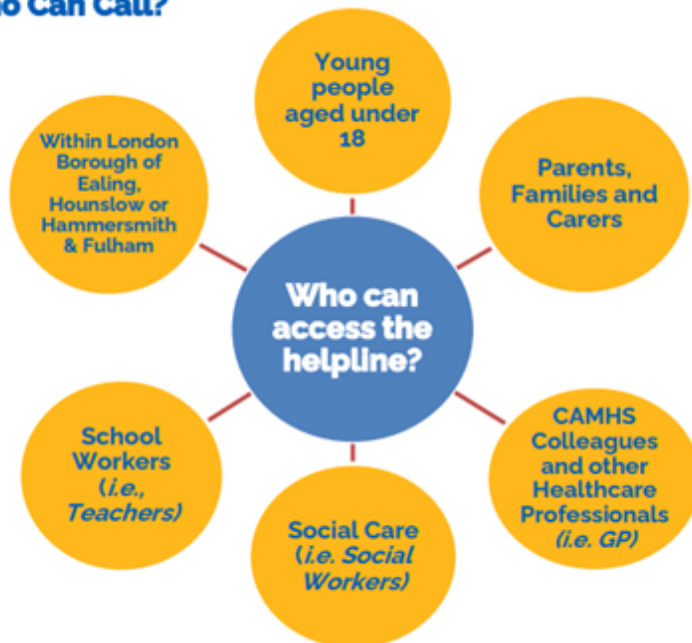 o Can Call?
Young
people
aged under
18
Within London
Borough of
Ealing,
Hounslow or
Hammersmith
& Fulham
Parents,
Families and
Carers
Who can
access the
helpline?
School
Workers
(i.e.,
Teachers)
Social Care
(i.e. Social
Workers)
CAMHS
Colleagues
and other
Healthcare
Professionals
(i.e. GP)